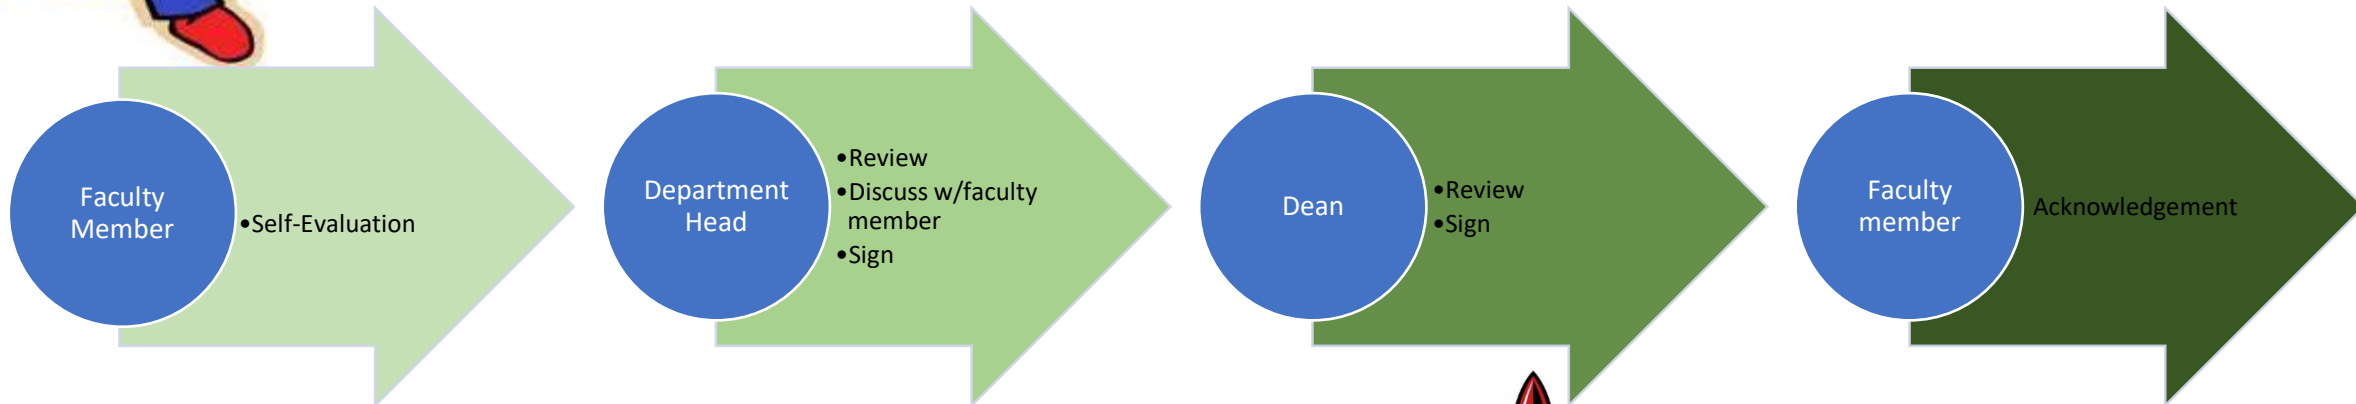 Faculty
Member
•Self-Evaluation
Department
Head
•Review
•Discuss w/faculty
member
•Sign
Dean
•Review
•Sign
Faculty
member
Acknowledgement